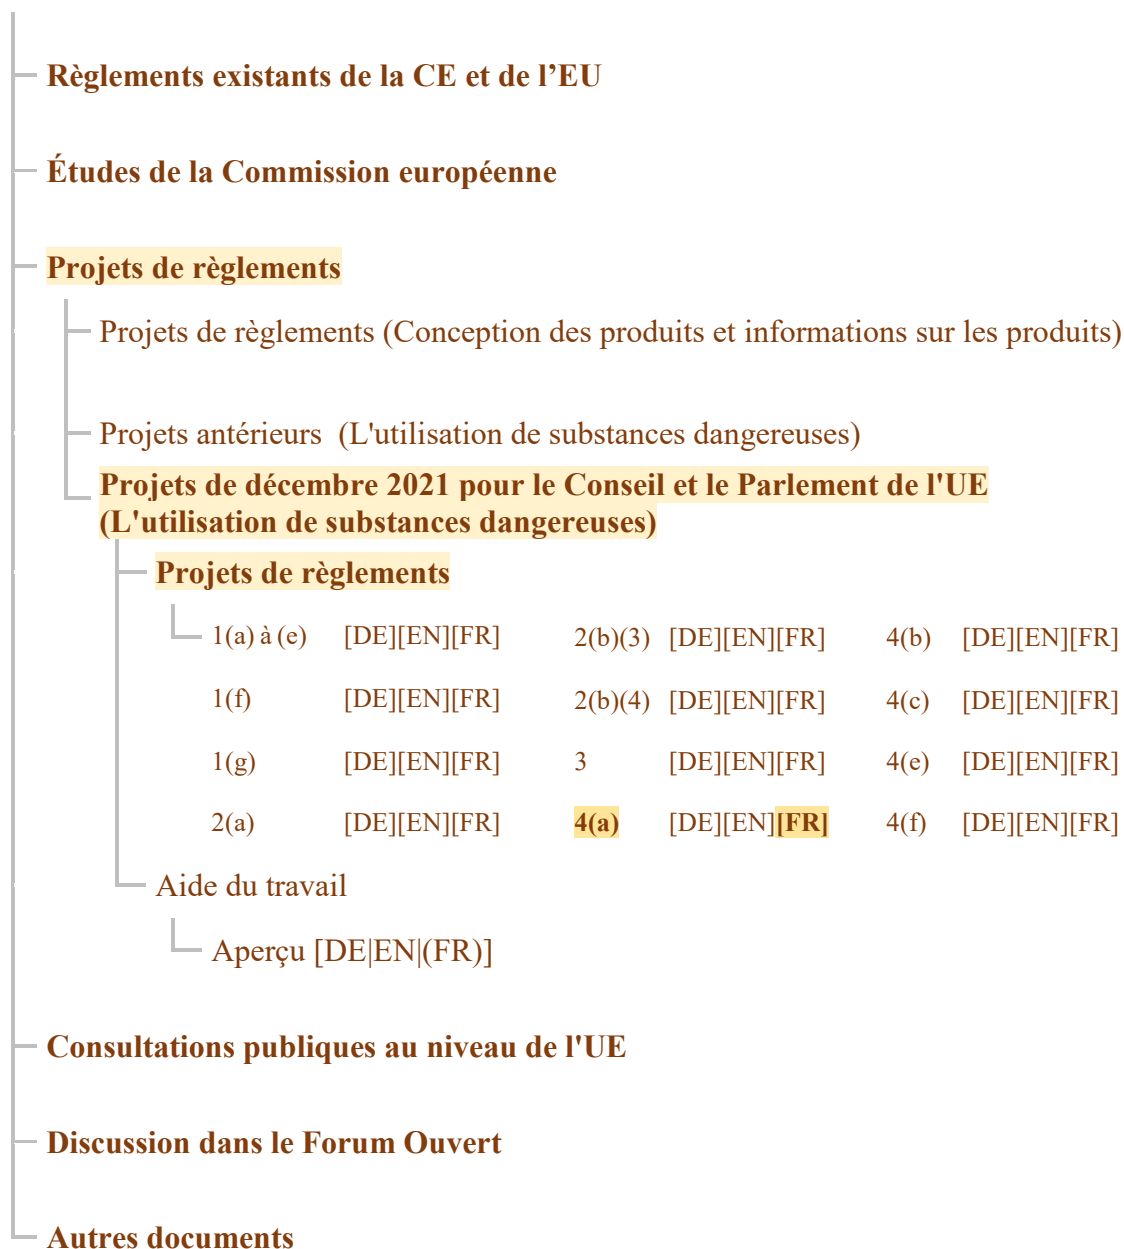 Règlements existants de la CE et de l’EU
Études de la Commission européenne
Projets de règlements
Projets de règlements (Conception des produits et informations sur les produits)
Projets antérieurs (L'utilisation de substances dangereuses)
Projets de décembre 2021 pour le Conseil et le Parlement de l'UE
(L'utilisation de substances dangereuses)
Projets de règlements
1(a) à (e) [DE][EN][FR] 2(b)(3) [DE][EN][FR] 4(b) [DE][EN][FR]
1(f) [DE][EN][FR] 2(b)(4) [DE][EN][FR] 4(c) [DE][EN][FR]
1(g) [DE][EN][FR] 3 [DE][EN][FR] 4(e) [DE][EN][FR]
2(a) [DE][EN][FR] 4(a) [DE][EN][FR] 4(f) [DE][EN][FR]
Aide du travail
Aperçu [DE|EN|(FR)]
Consultations publiques au niveau de l'UE
Discussion dans le Forum Ouvert
Autres documents